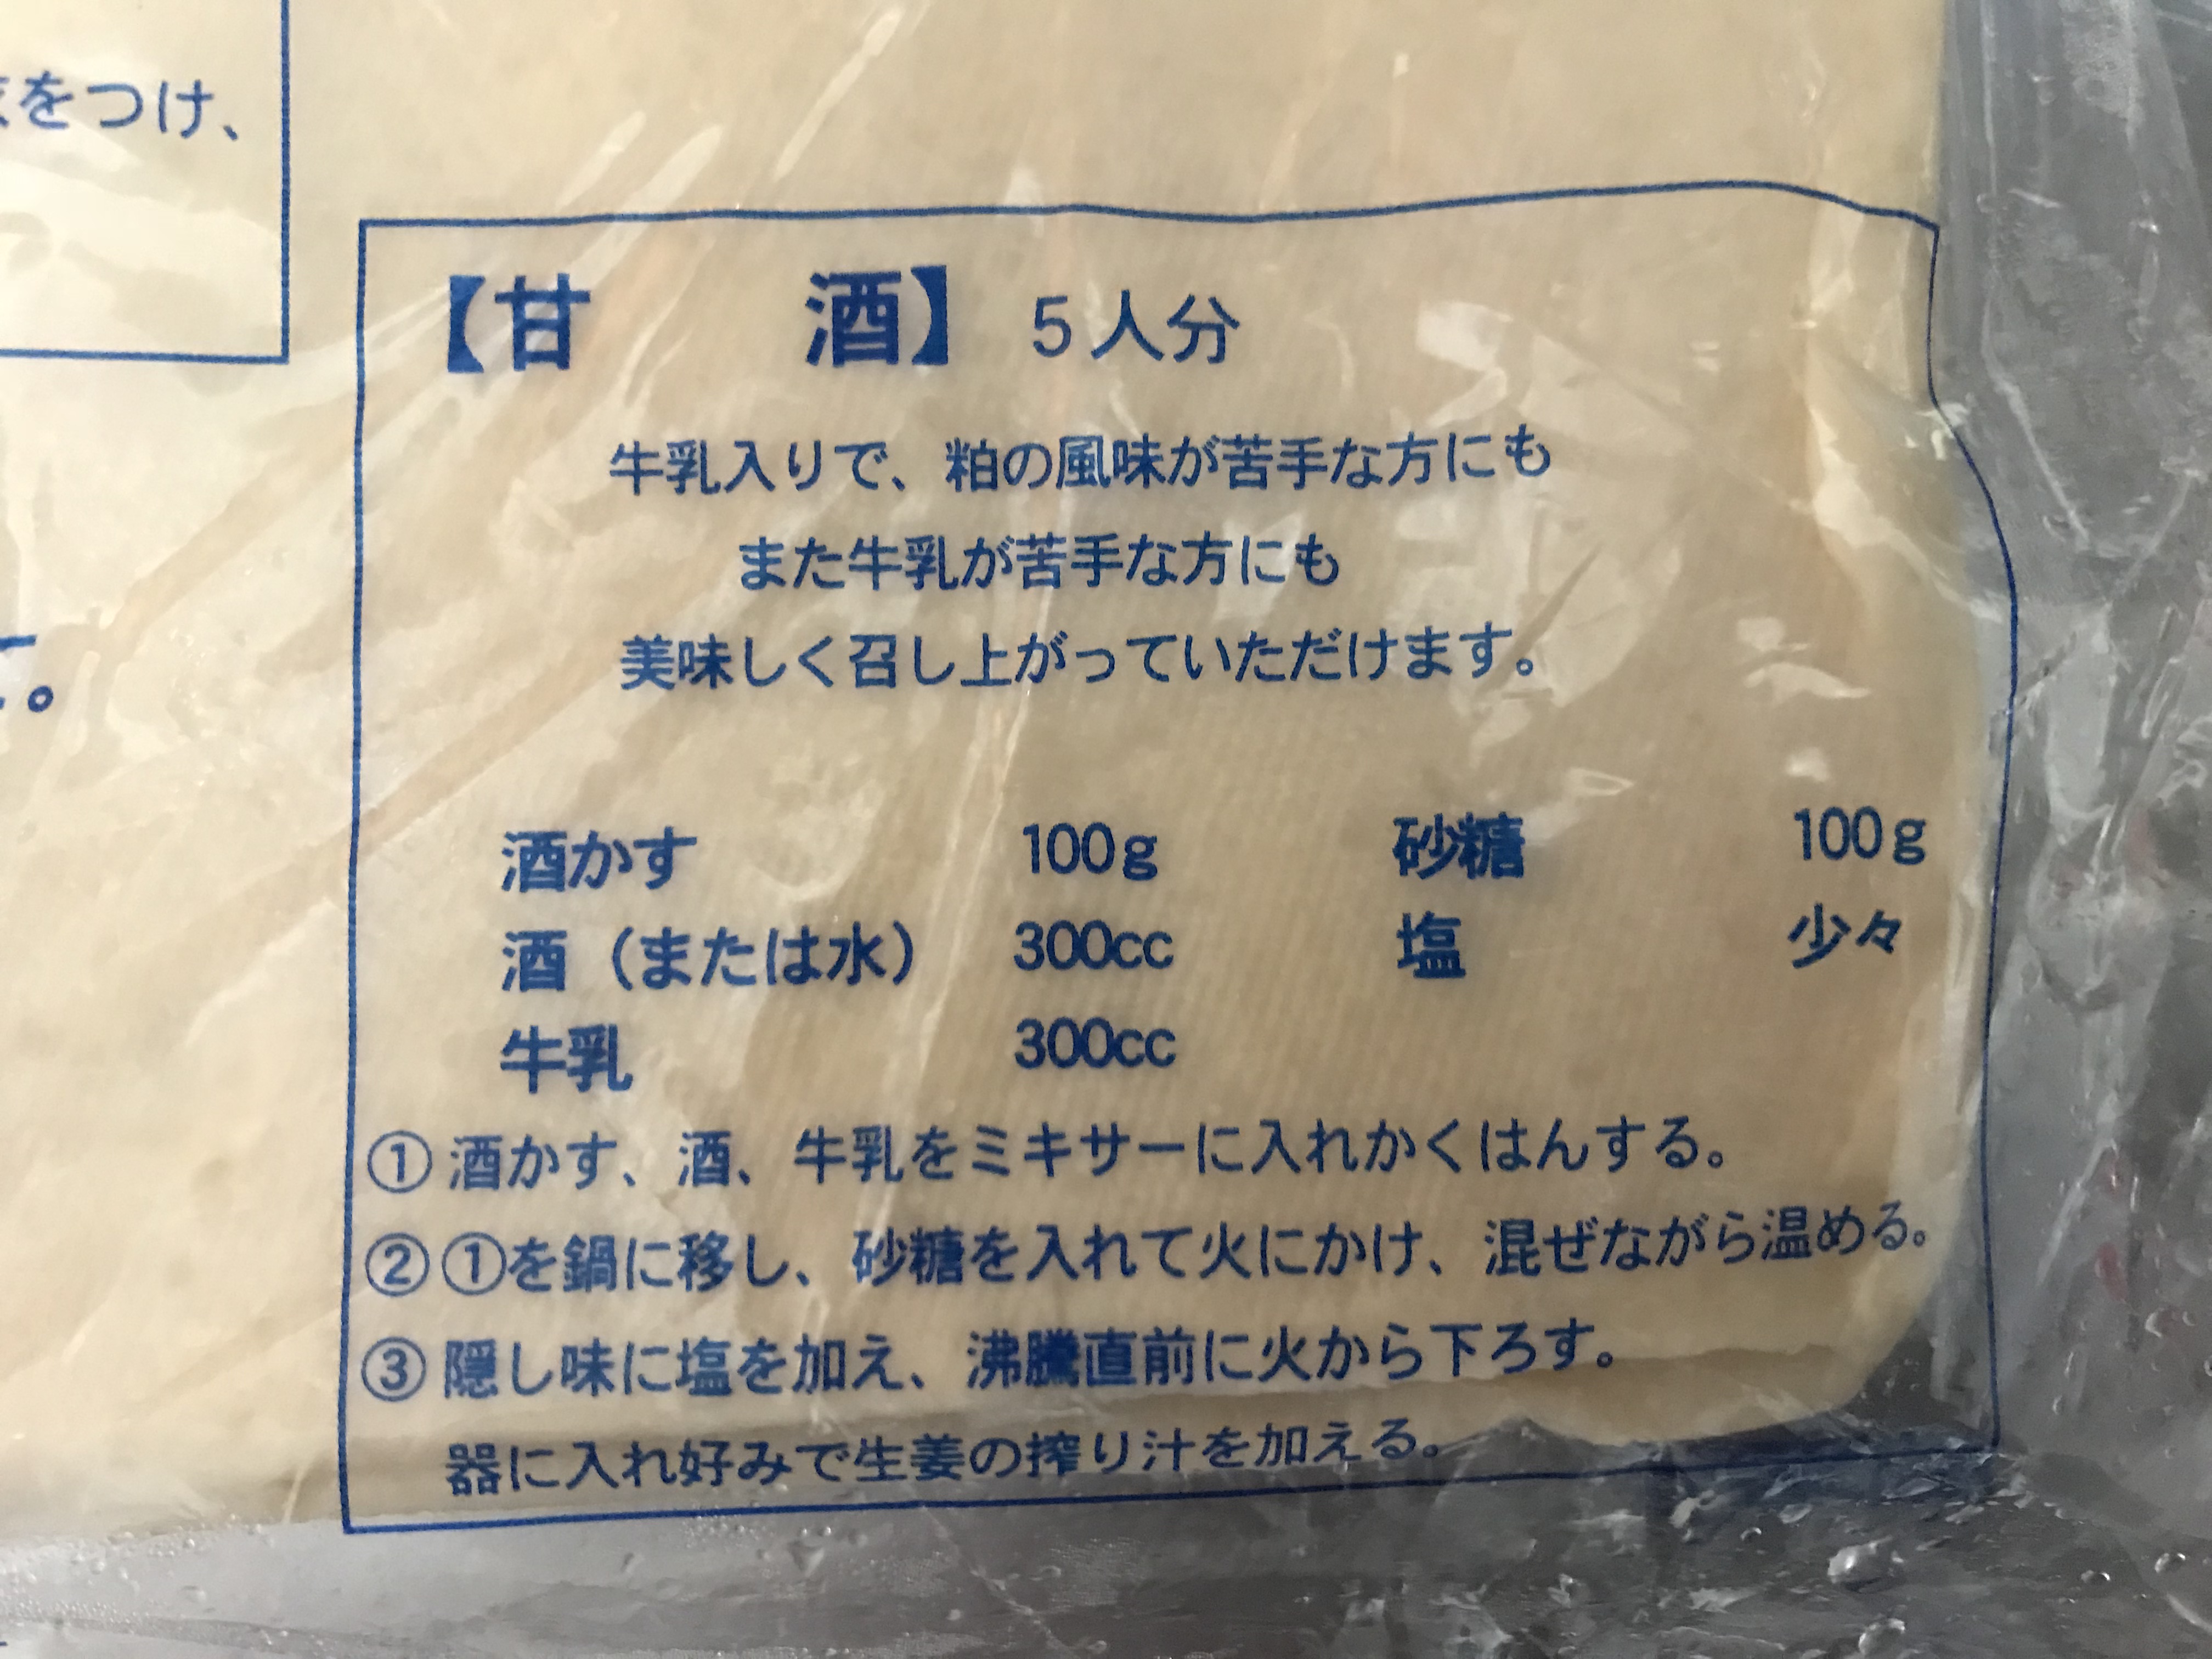 をつけ、
【甘　酒】 5人分
牛乳入りで、粕の風味が苦手な方にも
また牛乳が苦手な方にも
美味しく召し上がっていただけます。
酒かす 100g 砂糖 100g
酒（または水） 300cc 塩 少々
牛乳 300cc
①酒かす、酒、牛乳をミキサーに入れかくはんする。
②①を鍋に移し、砂糖を入れて火にかけ、混ぜながら温める。
③隠し味に塩を加え、沸騰直前に火から下ろす。
器に入れ好みで生姜の搾り汁を加える。